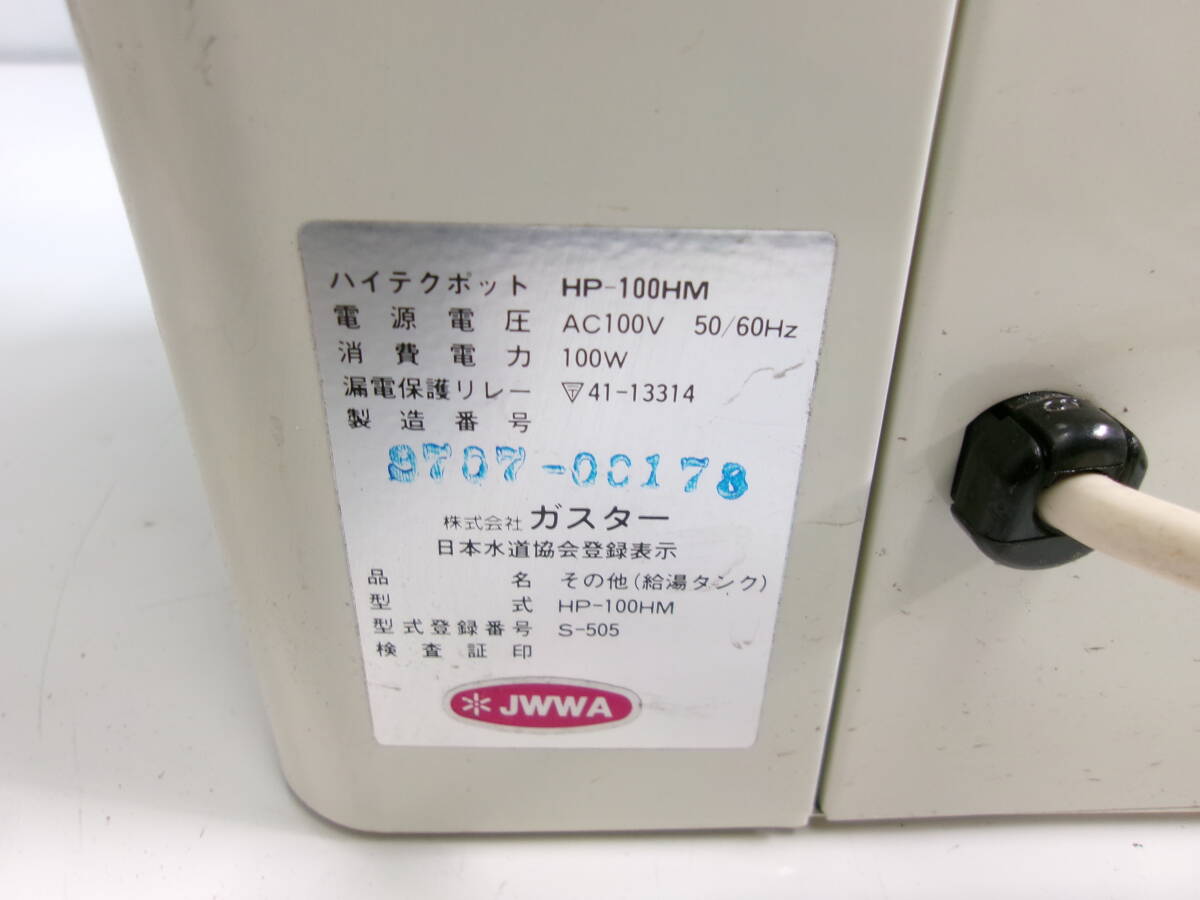 ハイテクポット HP-100HM
電源電圧 AC100V 50/60Hz
消費電力 100W
漏電保護リレー 41-13314
製造番号
9707-00178
株式会社 ガスター
日本水道協会登録表示
品名 その他(給湯タンク)
型式 HP-100HM
型式登録番号 S-505
検査証印
JWWA